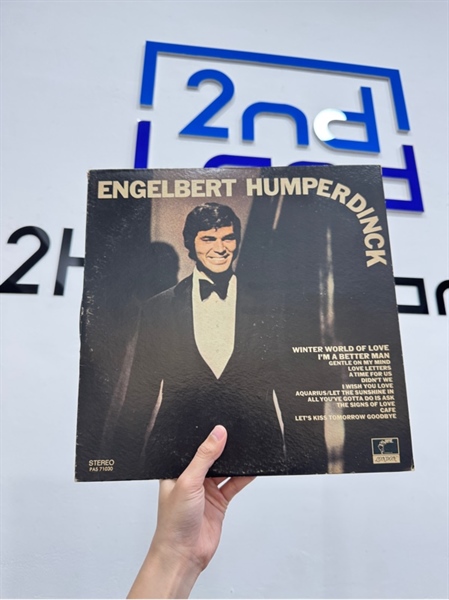 2nd
2H
ENGELBERT HUMPERDINCK
WINTER WORLD OF LOVE
I'M A BETTER MAN
GENTLE ON MY MIND
LOVE LETTERS
A TIME FOR US
DIDN'T WE
I WISH YOU LOVE
AQUARIUS/LET THE SUNSHINE IN
ALL YOU'VE GOTTA DO IS ASK
THE SIGNS OF LOVE
CAFE
LET'S KISS TOMORROW GOODBYE
STEREO
PAS 71030